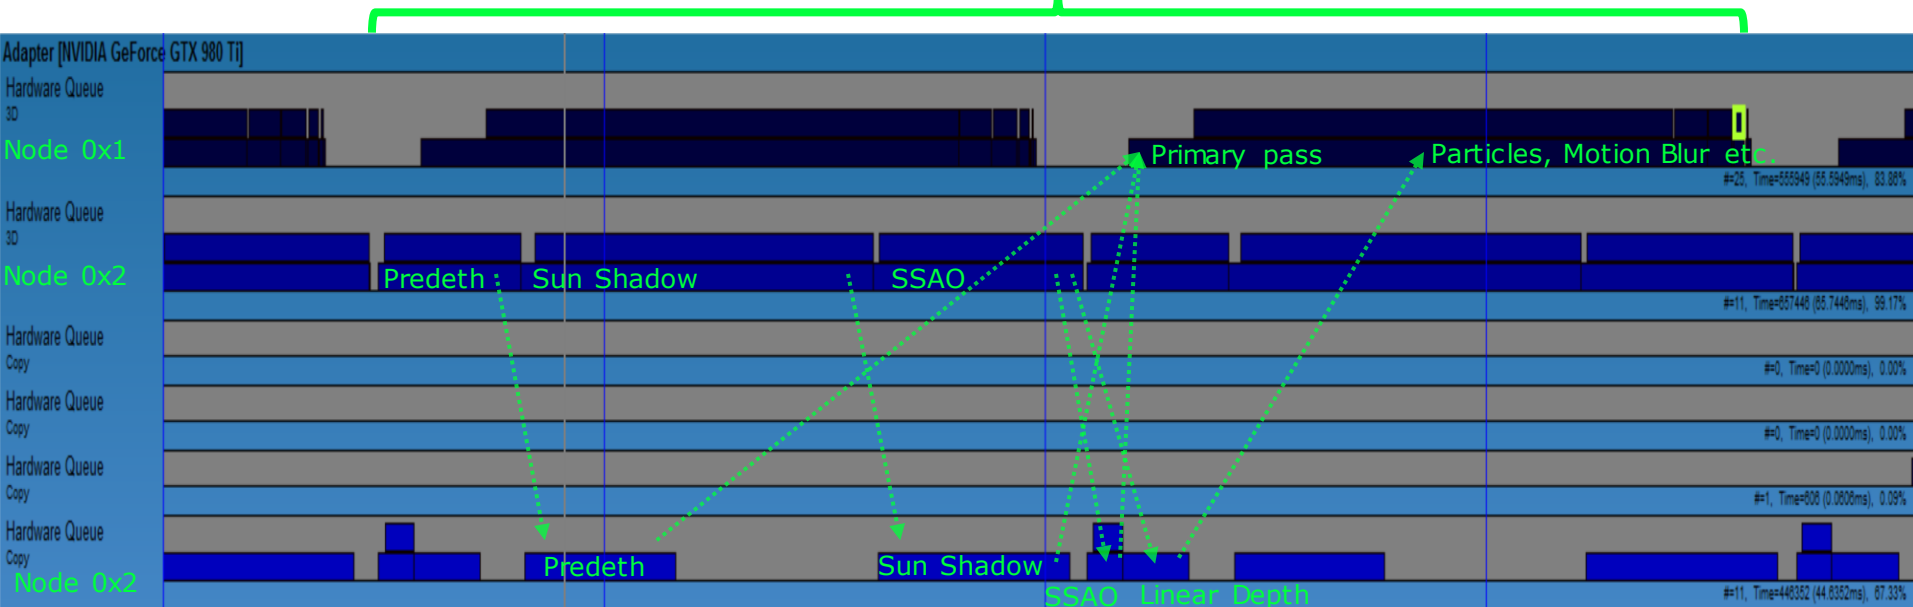 Adapter [NVIDIA GeForce GTX 980 Ti]
Hardware Queue
3D
Node 0x1
Primary pass
Particles, Motion Blur etc.
#=25, Time=555949 (55.5949ms), 83.86%
Hardware Queue
3D
Node 0x2
Predeth
Sun Shadow
SSAO
#=11, Time=657446 (65.7446ms), 99.17%
Hardware Queue
Copy
#=0, Time=0 (0.0000ms), 0.00%
Hardware Queue
Copy
#=0, Time=0 (0.0000ms), 0.00%
Hardware Queue
Copy
#=1, Time=606 (0.0606ms), 0.09%
Hardware Queue
Copy
Node 0x2
Predeth
Sun Shadow
SSAO
Linear Depth
#=11, Time=446352 (44.6352ms), 67.33%